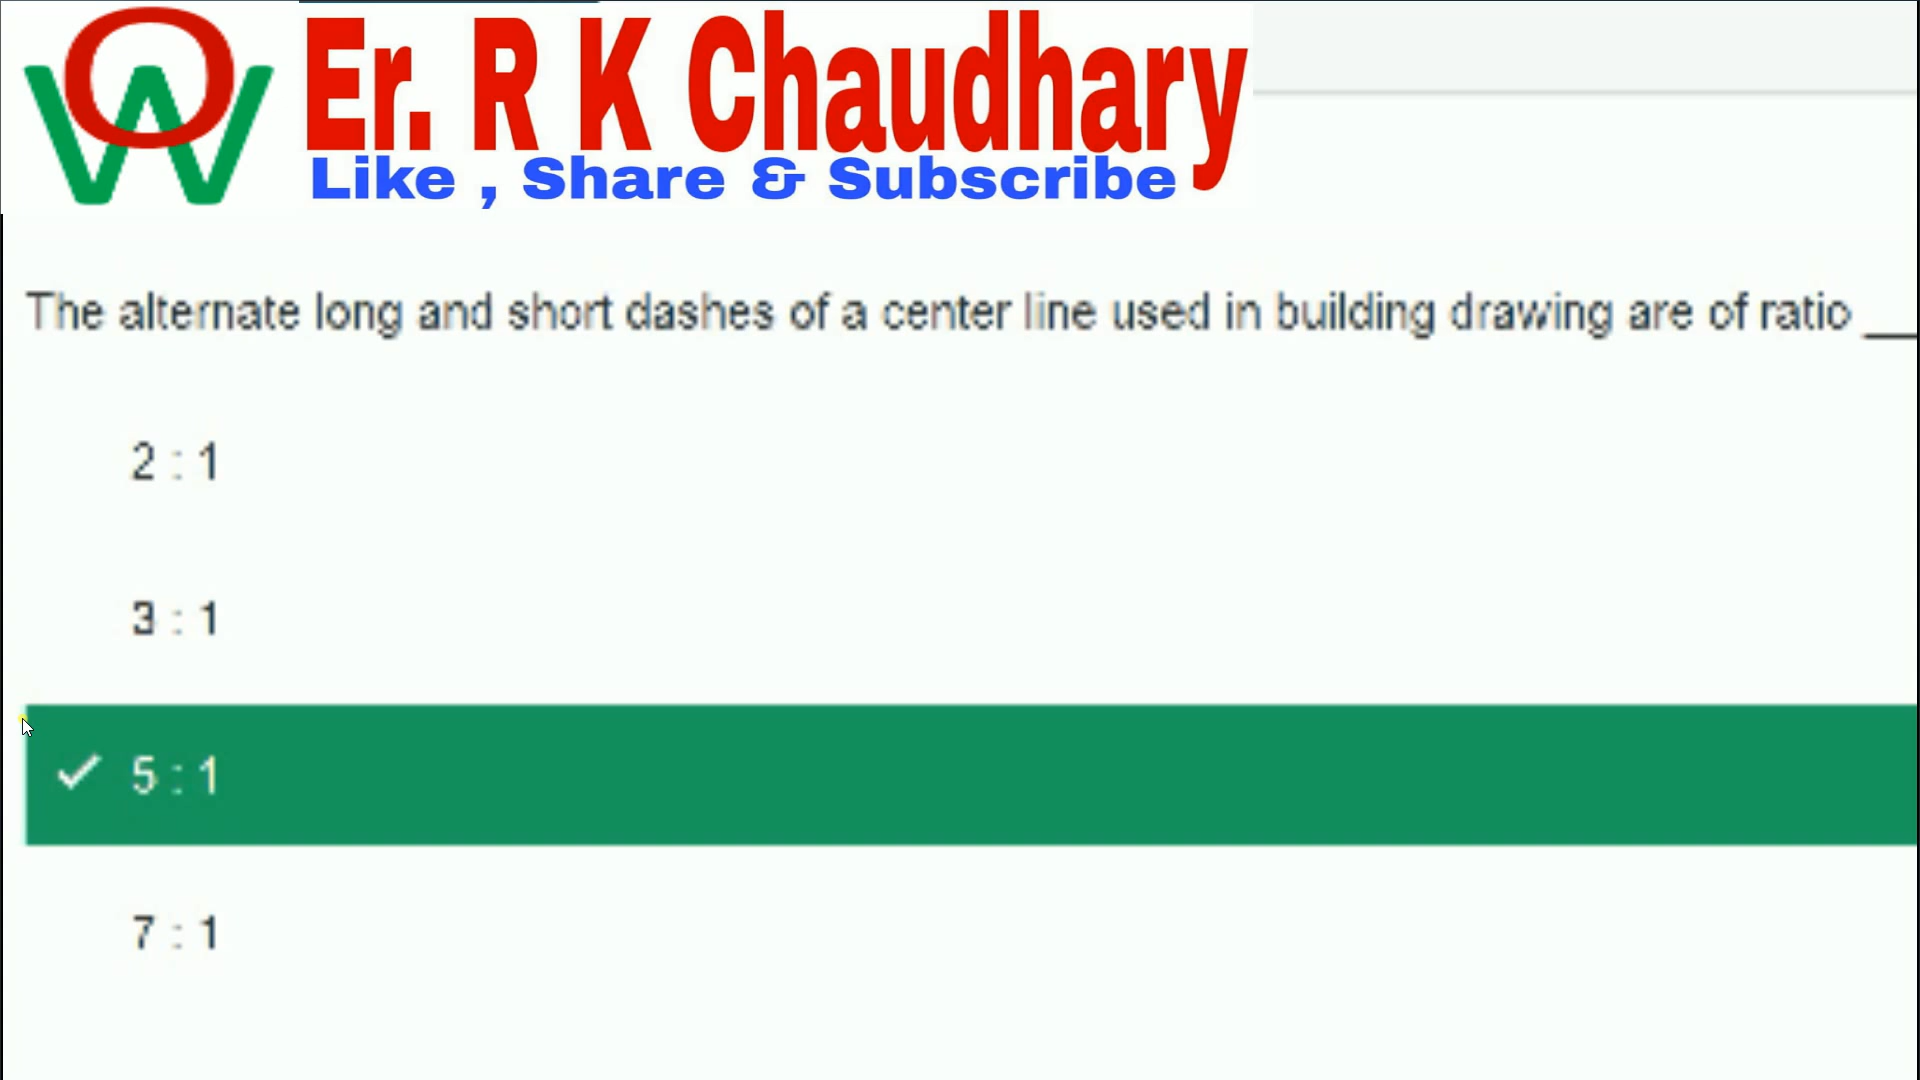 Er. R K Chaudhary
Like , Share & Subscribe
The alternate long and short dashes of a center line used in building drawing are of ratio ___
2 : 1
3 : 1
5 : 1
7 : 1